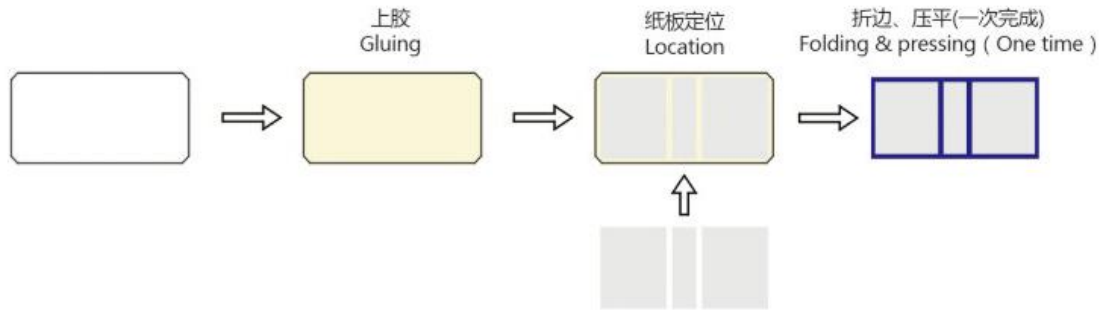 上胶
Gluing
纸板定位
Location
折边、压平(一次完成)
Folding & pressing ( One time )